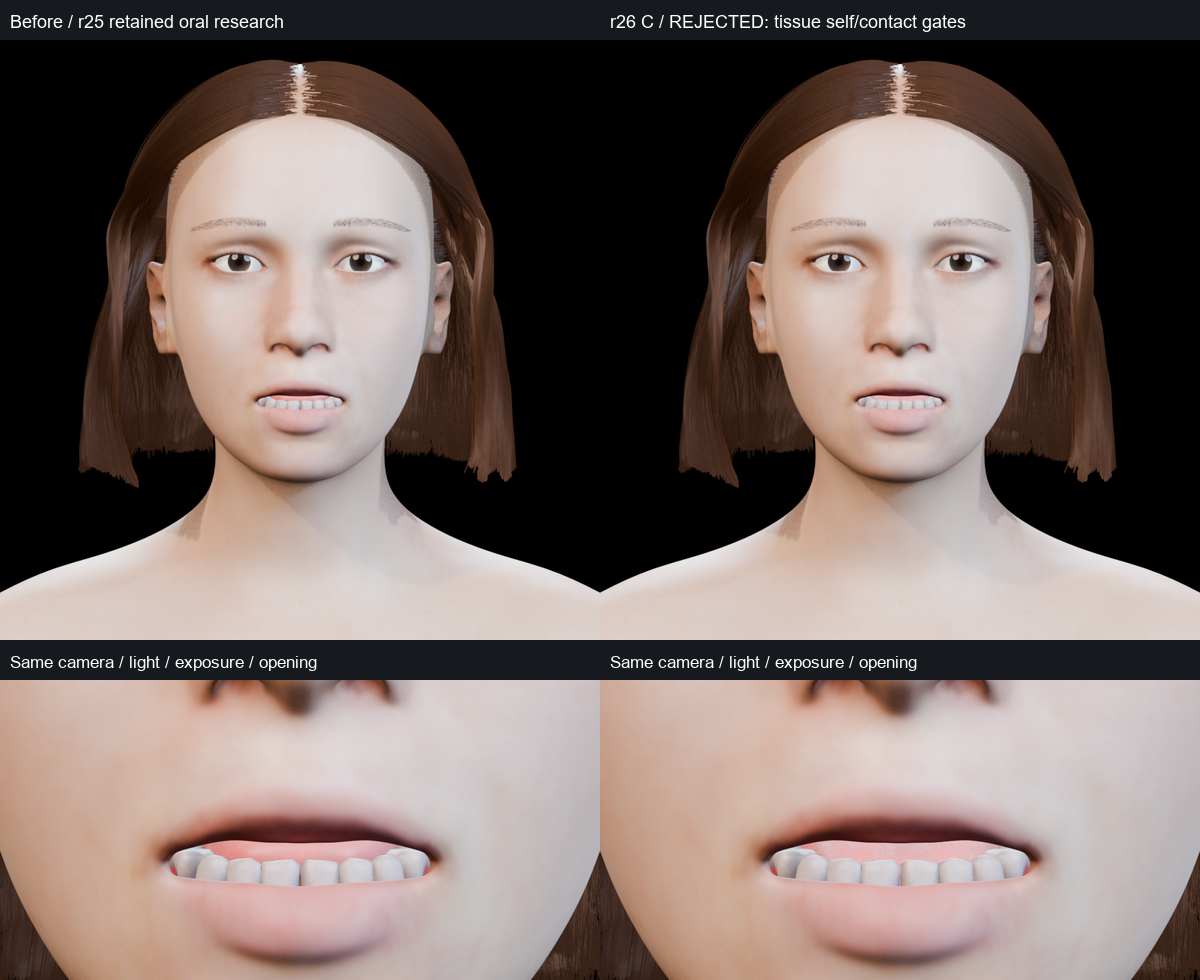 Before / r25 retained oral research
r26 C / REJECTED: tissue self/contact gates
Same camera / light / exposure / opening
Same camera / light / exposure / opening